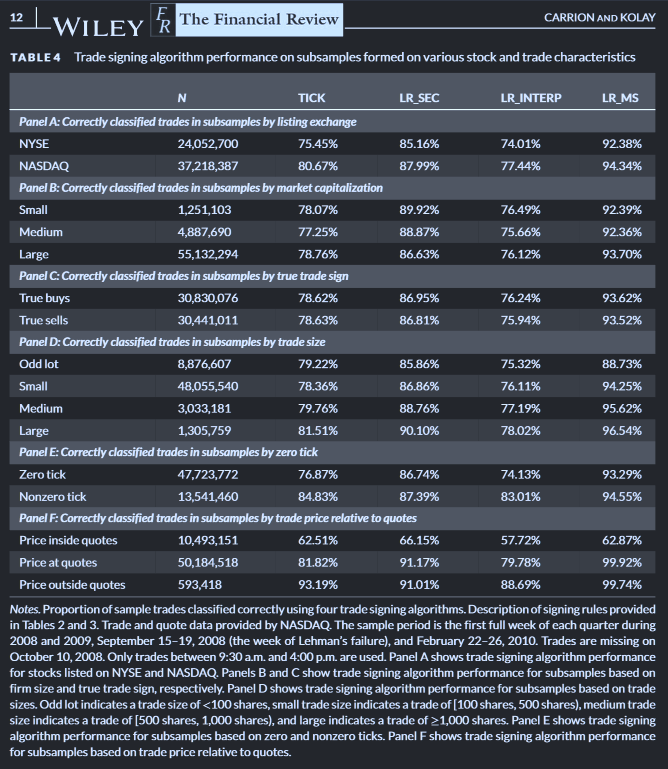 12 WILEY FR The Financial Review CARRION AND KOLAY
TABLE 4 Trade signing algorithm performance on subsamples formed on various stock and trade characteristics
N TICK LR_SEC LR_INTERP LR_MS
Panel A: Correctly classified trades in subsamples by listing exchange
NYSE 24,052,700 75.45% 85.16% 74.01% 92.38%
NASDAQ 37,218,387 80.67% 87.99% 77.44% 94.34%
Panel B: Correctly classified trades in subsamples by market capitalization
Small 1,251,103 78.07% 89.92% 76.49% 92.39%
Medium 4,887,690 77.25% 88.87% 75.66% 92.36%
Large 55,132,294 78.76% 86.63% 76.12% 93.70%
Panel C: Correctly classified trades in subsamples by true trade sign
True buys 30,830,076 78.62% 86.95% 76.24% 93.62%
True sells 30,441,011 78.63% 86.81% 75.94% 93.52%
Panel D: Correctly classified trades in subsamples by trade size
Odd lot 8,876,607 79.22% 85.86% 75.32% 88.73%
Small 48,055,540 78.36% 86.86% 76.11% 94.25%
Medium 3,033,181 79.76% 88.76% 77.19% 95.62%
Large 1,305,759 81.51% 90.10% 78.02% 96.54%
Panel E: Correctly classified trades in subsamples by zero tick
Zero tick 47,723,772 76.87% 86.74% 74.13% 93.29%
Nonzero tick 13,541,460 84.83% 87.39% 83.01% 94.55%
Panel F: Correctly classified trades in subsamples by trade price relative to quotes
Price inside quotes 10,493,151 62.51% 66.15% 57.72% 62.87%
Price at quotes 50,184,518 81.82% 91.17% 79.78% 99.92%
Price outside quotes 593,418 93.19% 91.01% 88.69% 99.74%
Notes. Proportion of sample trades classified correctly using four trade signing algorithms. Description of signing rules provided
in Tables 2 and 3. Trade and quote data provided by NASDAQ. The sample period is the first full week of each quarter during
2008 and 2009, September 15–19, 2008 (the week of Lehman's failure), and February 22–26, 2010. Trades are missing on
October 10, 2008. Only trades between 9:30 a.m. and 4:00 p.m. are used. Panel A shows trade signing algorithm performance
for stocks listed on NYSE and NASDAQ. Panels B and C show trade signing algorithm performance for subsamples based on
firm size and true trade sign, respectively. Panel D shows trade signing algorithm performance for subsamples based on trade
sizes. Odd lot indicates a trade size of <100 shares, small trade size indicates a trade of [100 shares, 500 shares), medium trade
size indicates a trade of [500 shares, 1,000 shares), and large indicates a trade of ≥1,000 shares. Panel E shows trade signing
algorithm performance for subsamples based on zero and nonzero ticks. Panel F shows trade signing algorithm performance
for subsamples based on trade price relative to quotes.